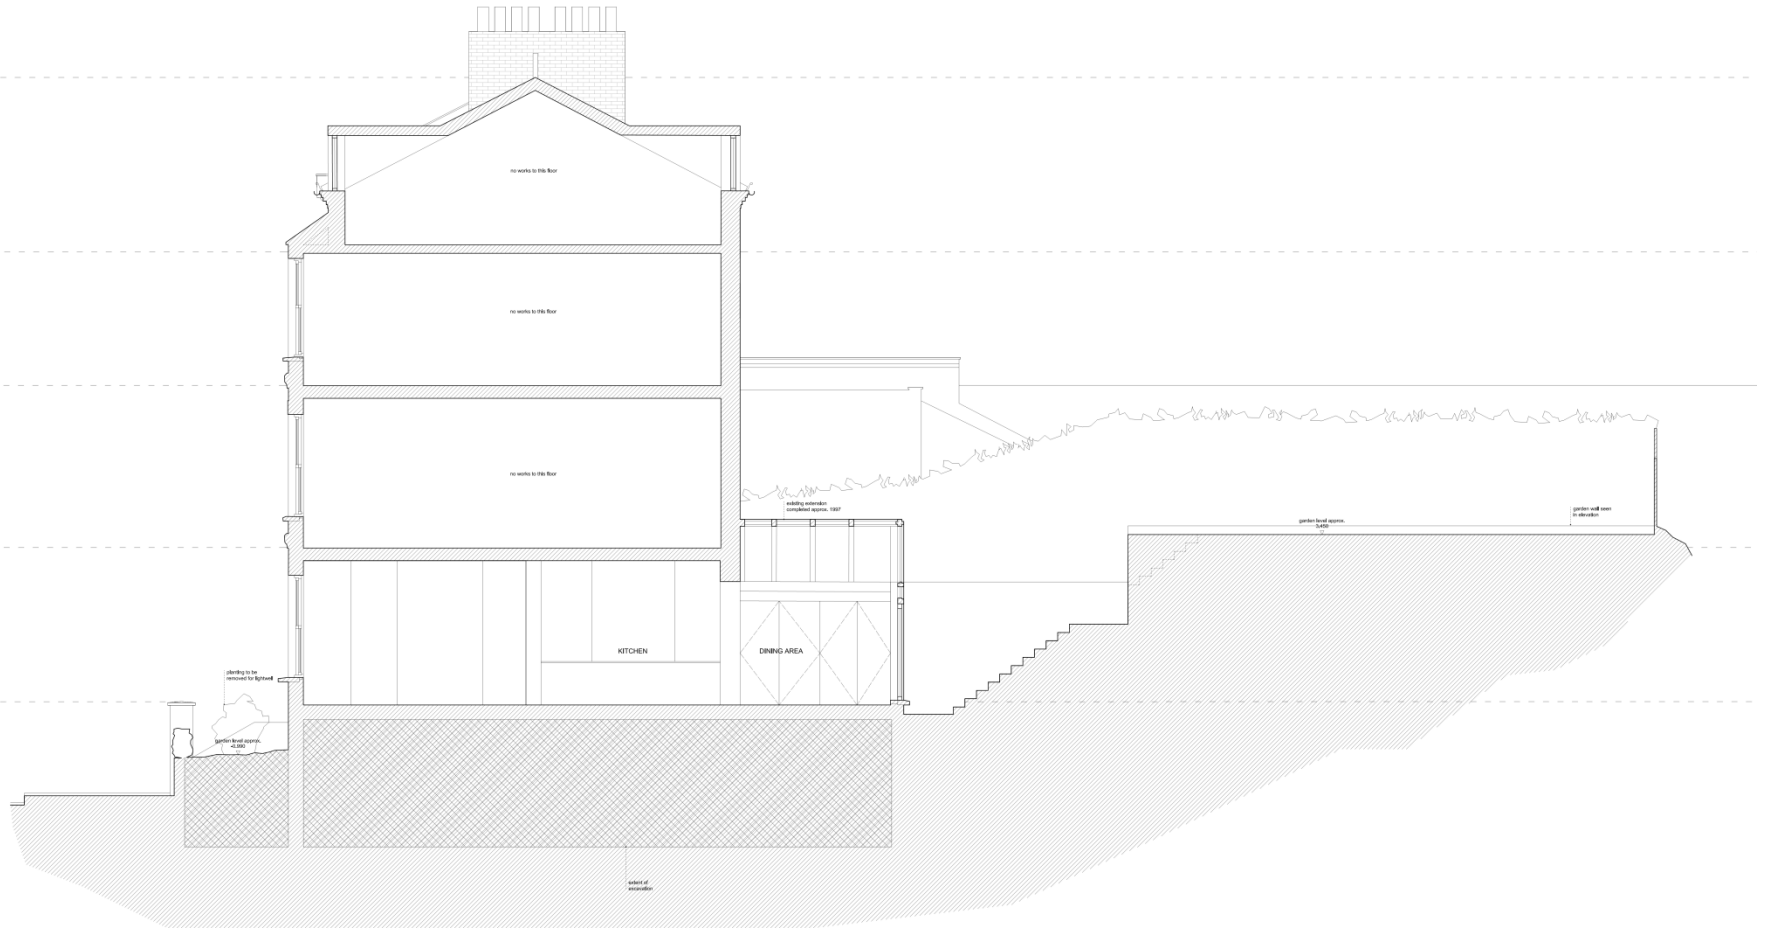 no works to this floor
no works to this floor
no works to this floor
existing extension
completed approx. 1997
garden level approx.
3,450
garden wall seen
in elevation
KITCHEN
DINING AREA
planting to be
removed for lightwell
garden level approx.
extent of
excavation